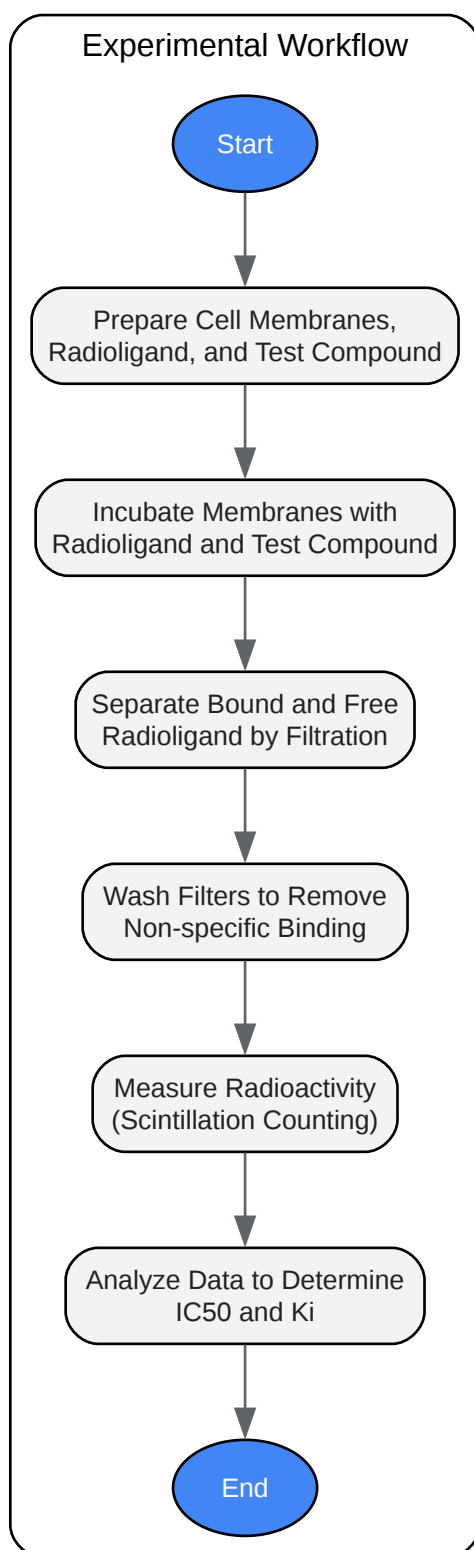 Experimental Workflow
Start
Prepare Cell Membranes,
Radioligand, and Test Compound
Incubate Membranes with
Radioligand and Test Compound
Separate Bound and Free
Radioligand by Filtration
Wash Filters to Remove
Non-specific Binding
Measure Radioactivity
(Scintillation Counting)
Analyze Data to Determine
IC50 and Ki
End